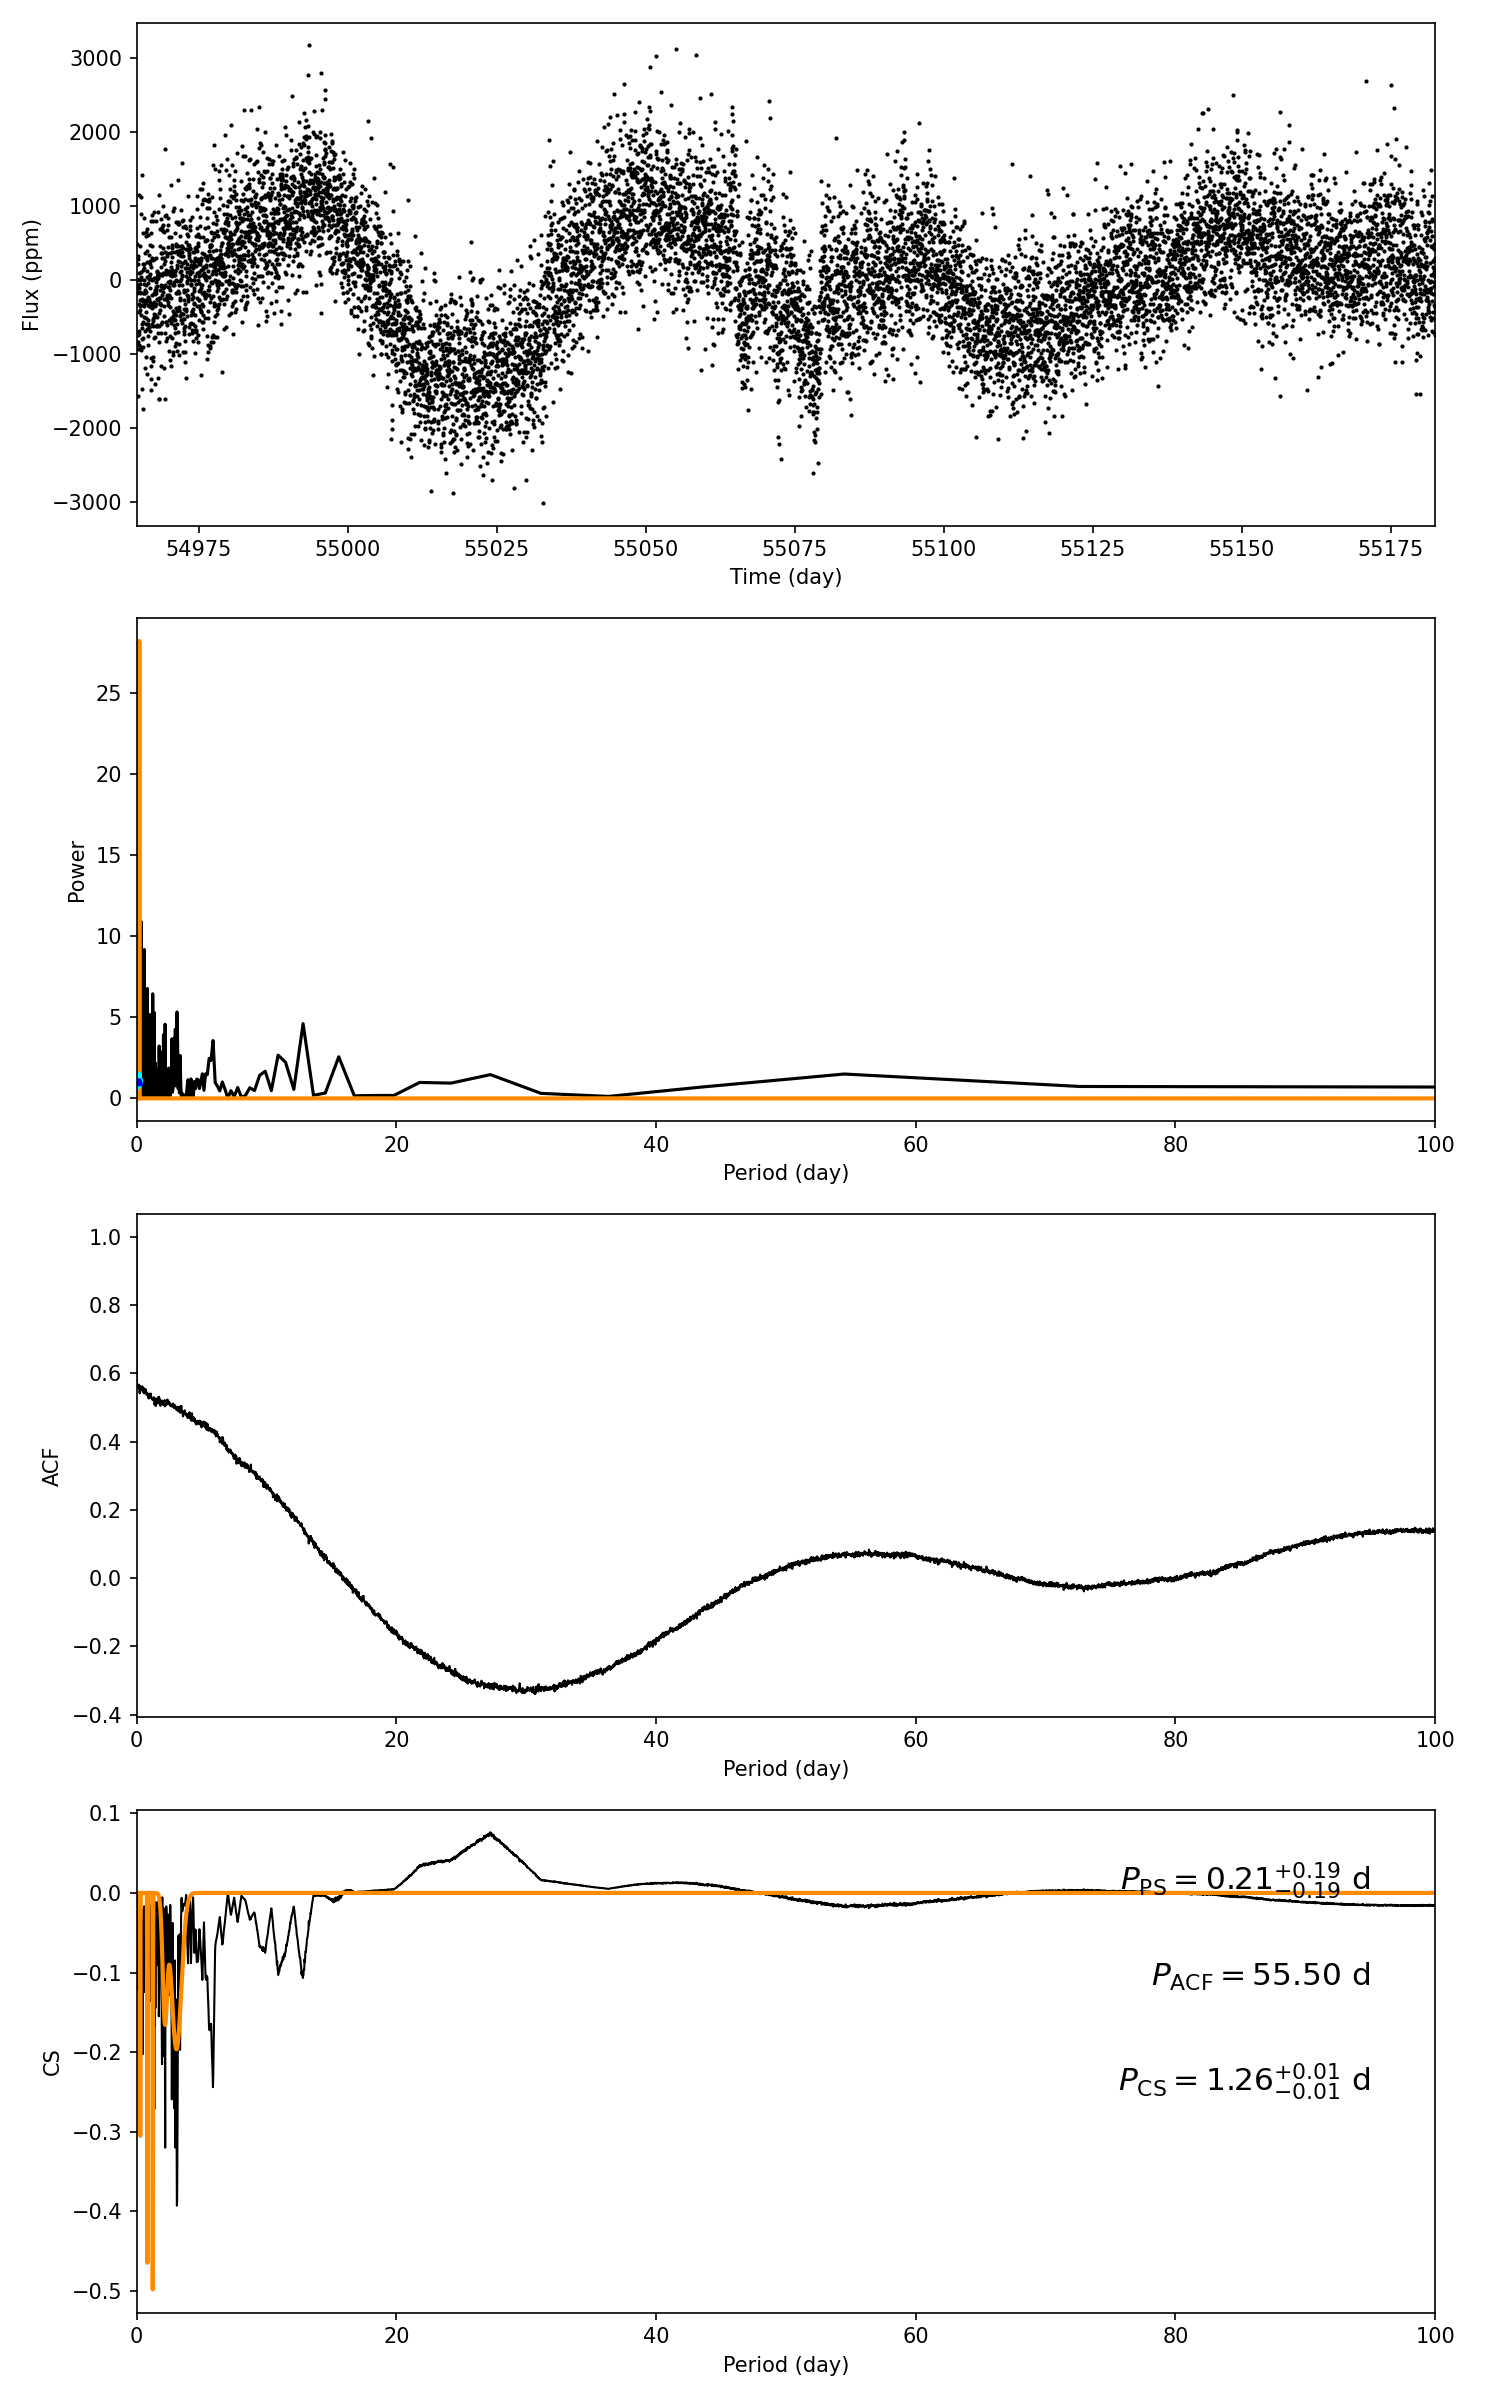 3000
2000
1000
0
−1000
−2000
−3000
Flux (ppm)
54975 55000 55025 55050 55075 55100 55125 55150 55175
Time (day)
25
20
15
10
5
0
Power
0 20 40 60 80 100
Period (day)
1.0
0.8
0.6
0.4
0.2
0.0
−0.2
−0.4
ACF
0 20 40 60 80 100
Period (day)
0.1
0.0
−0.1
−0.2
−0.3
−0.4
−0.5
CS
P_PS = 0.21 +0.19 −0.19 d
P_ACF = 55.50 d
P_CS = 1.26 +0.01 −0.01 d
0 20 40 60 80 100
Period (day)